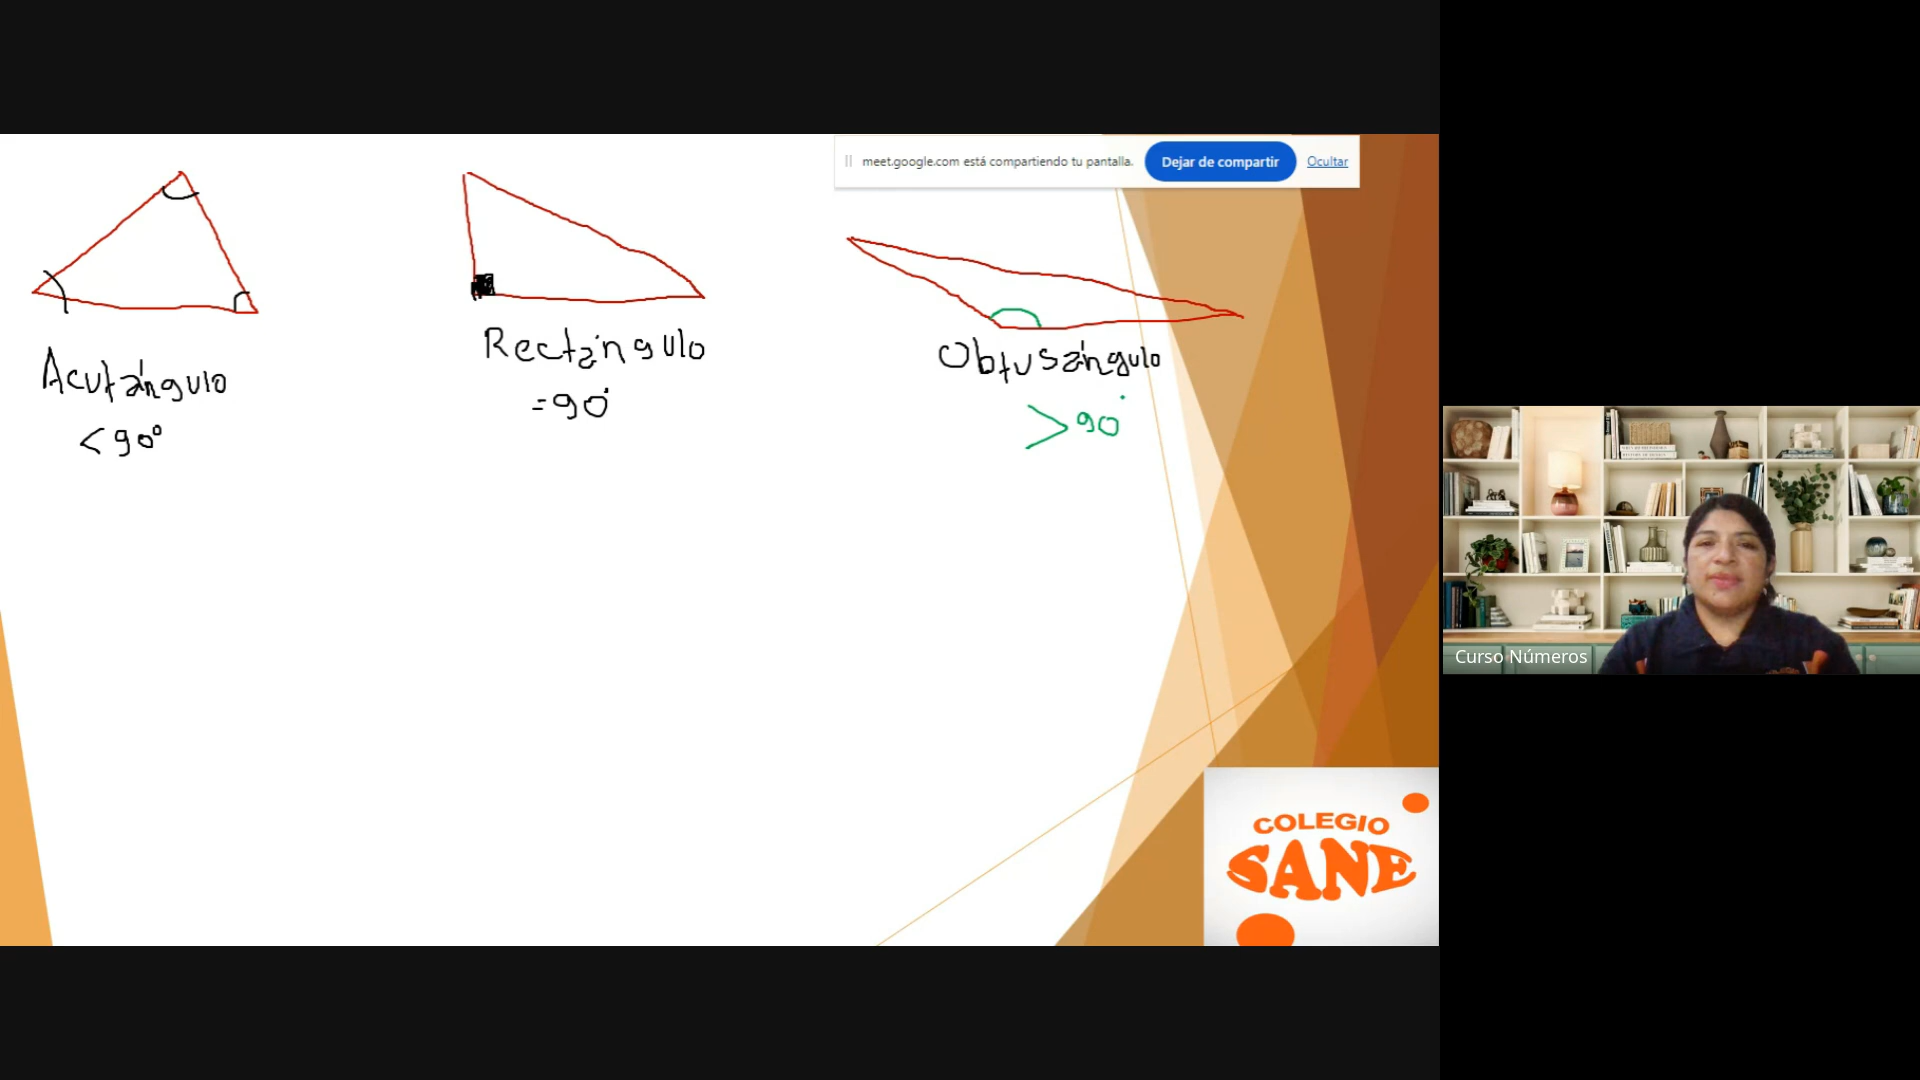 meet.google.com está compartiendo tu pantalla.
Dejar de compartir
Ocultar
Acutángulo
< 90°
Rectángulo
= 90°
Obtusángulo
> 90°
Curso Números
COLEGIO
SANE